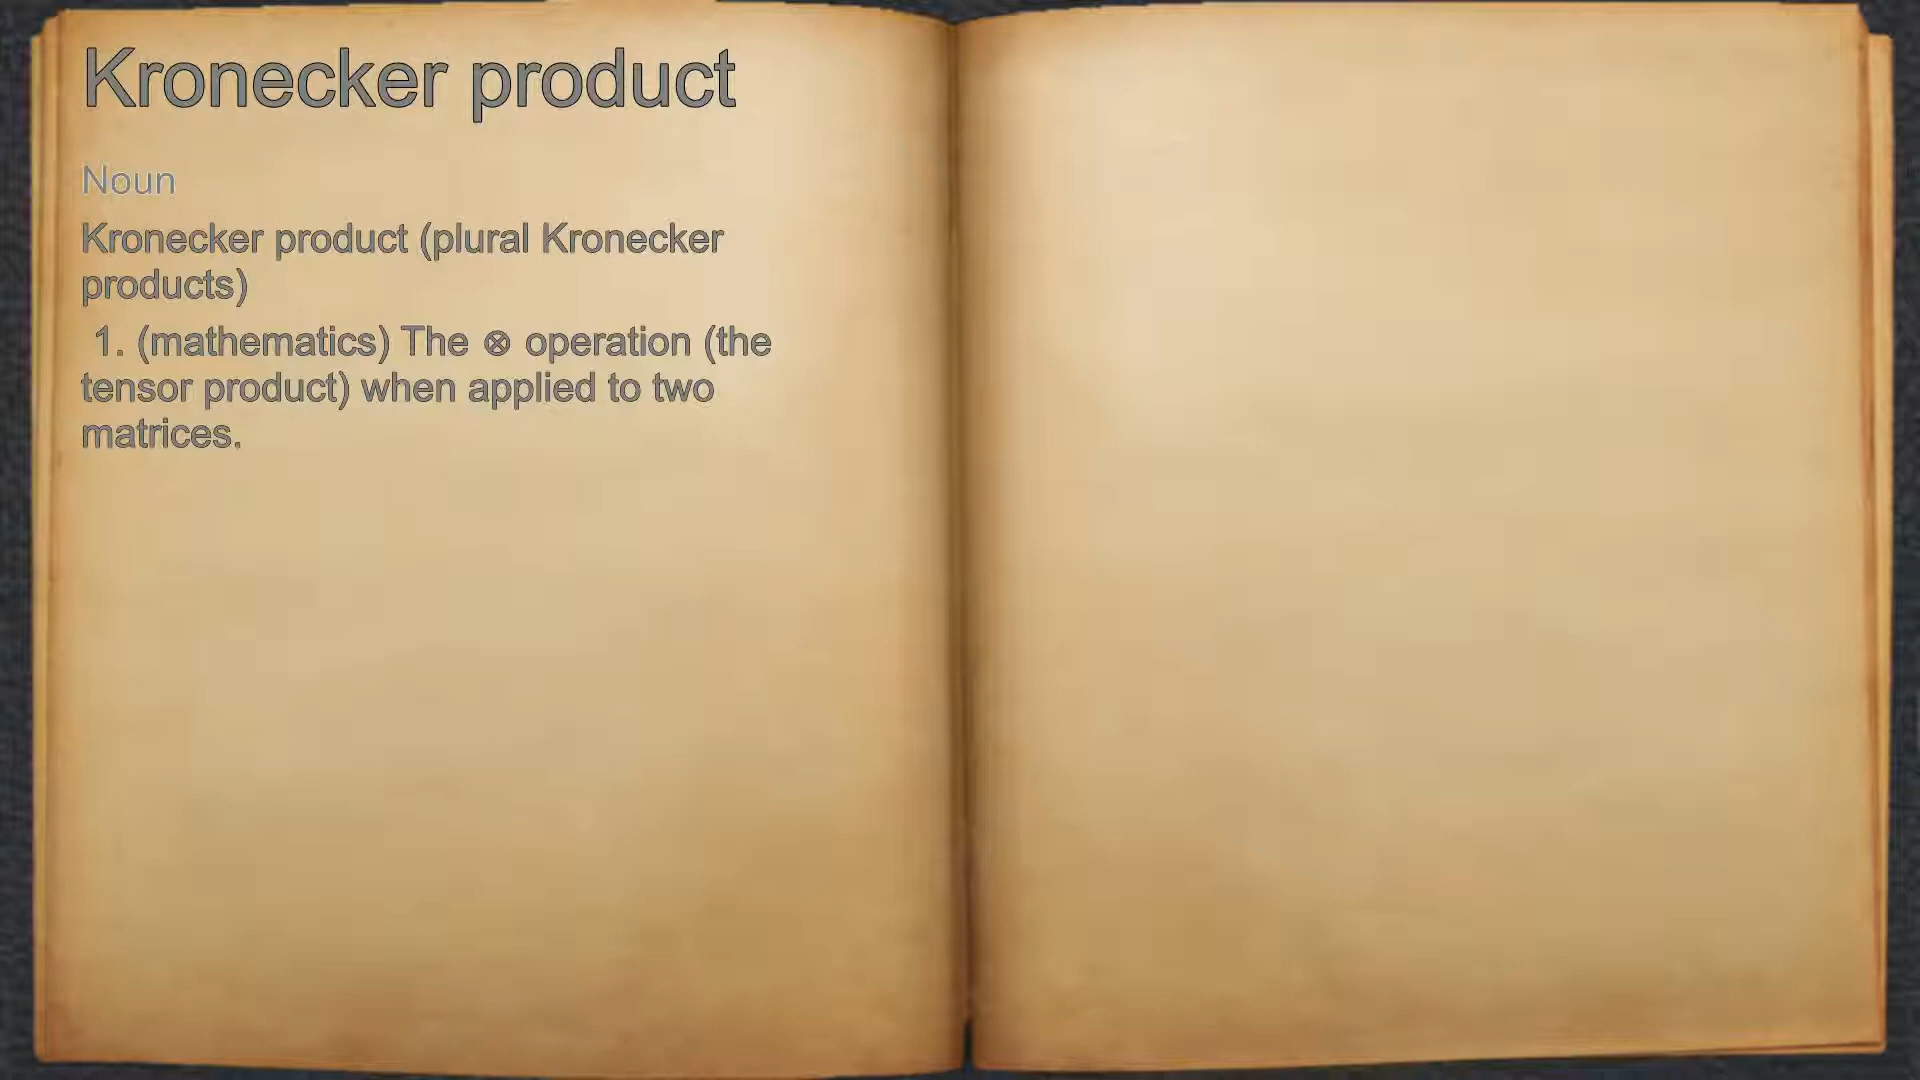 Kronecker product
Noun
Kronecker product (plural Kronecker
products)
1. (mathematics) The ⊗ operation (the
tensor product) when applied to two
matrices.